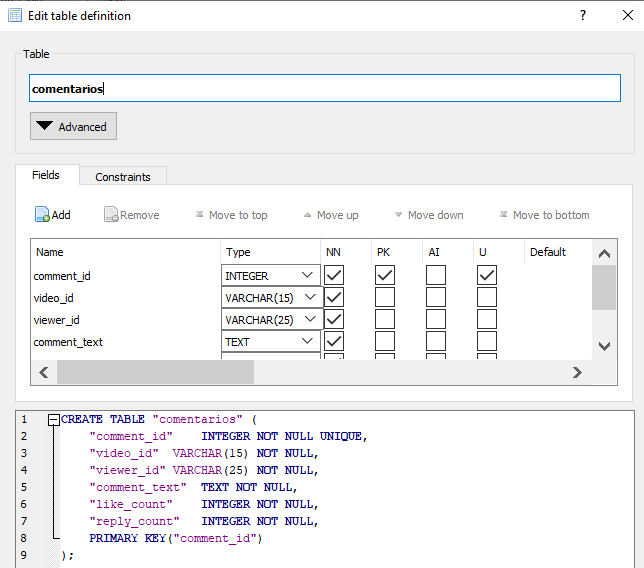 Edit table definition
?
Table
comentarios
Advanced
Fields
Constraints
Add
Remove
Move to top
Move up
Move down
Move to bottom
Name Type NN PK AI U Default
comment_id INTEGER
video_id VARCHAR(15)
viewer_id VARCHAR(25)
comment_text TEXT
1 CREATE TABLE "comentarios" (
2 "comment_id" INTEGER NOT NULL UNIQUE,
3 "video_id" VARCHAR(15) NOT NULL,
4 "viewer_id" VARCHAR(25) NOT NULL,
5 "comment_text" TEXT NOT NULL,
6 "like_count" INTEGER NOT NULL,
7 "reply_count" INTEGER NOT NULL,
8 PRIMARY KEY("comment_id")
9 );